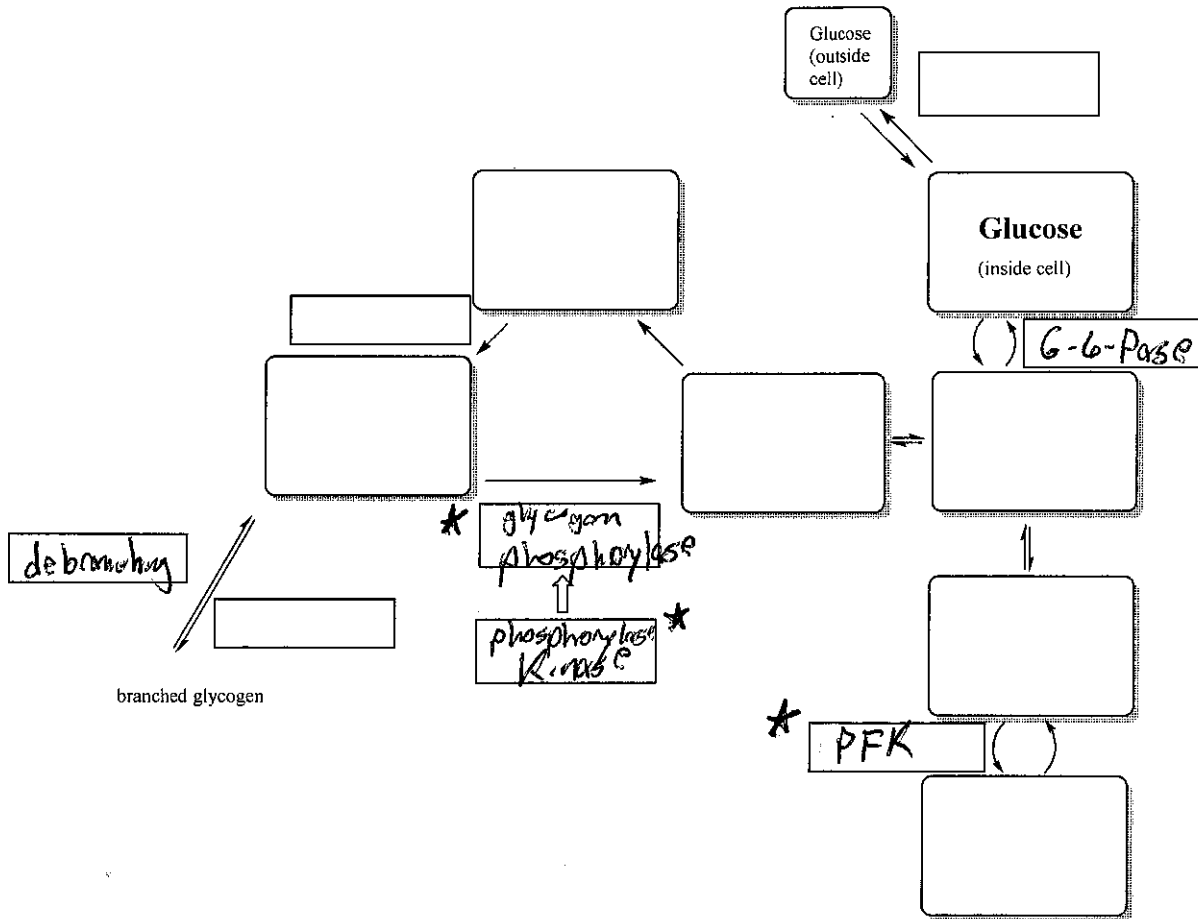 Glucose
(outside
cell)
Glucose
(inside cell)
G-6-Pase
glycogen
phosphorylase
debranching
phosphorylase
Kinase
branched glycogen
PFK